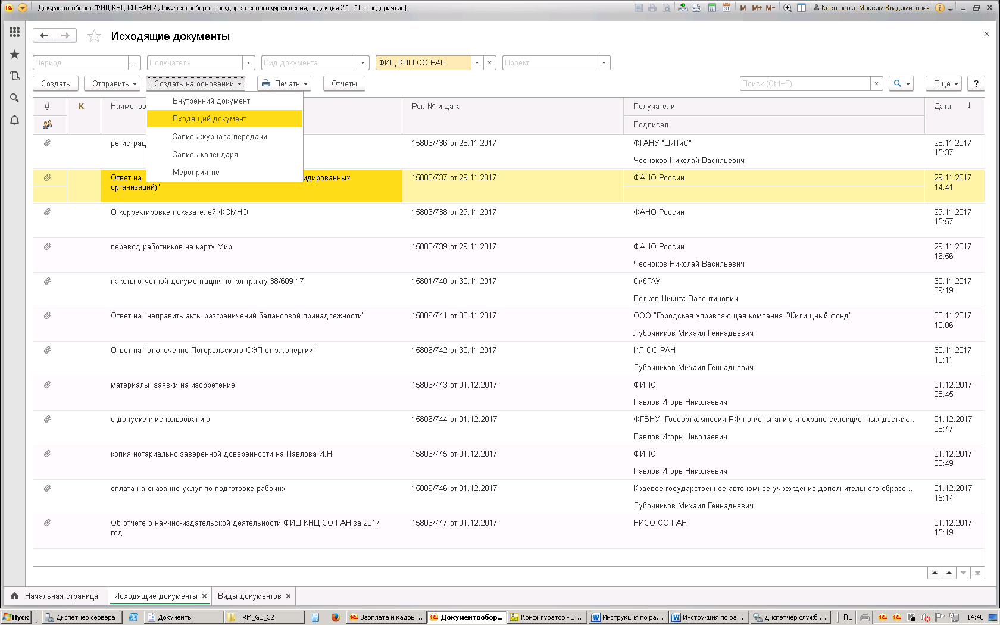 Документооборот ФИЦ КНЦ СО РАН / Документооборот государственного учреждения, редакция 2.1 (1С:Предприятие)
31
M M+ M-
Костеренко Максим Владимирович
Исходящие документы
Период ...
Получатель
Вид документа
ФИЦ КНЦ СО РАН
Проект
Создать
Отправить
Создать на основании
Печать
Отчеты
Поиск (Ctrl+F)
Еще
?
Внутренний документ
Входящий документ
Запись журнала передачи
Запись календаря
Мероприятие
К
Наименов
Рег. № и дата
Получатели
Подписал
Дата
регистрац
15803/736 от 28.11.2017
ФГАНУ "ЦИТиС"
Чесноков Николай Васильевич
28.11.2017
15:37
Ответ на "
идированных
организаций)"
15803/737 от 29.11.2017
ФАНО России
29.11.2017
14:41
О корректировке показателей ФСМНО
15803/738 от 29.11.2017
ФАНО России
29.11.2017
15:57
перевод работников на карту Мир
15803/739 от 29.11.2017
ФАНО России
Чесноков Николай Васильевич
29.11.2017
16:56
пакеты отчетной документации по контракту 38/609-17
15801/740 от 30.11.2017
СибГАУ
Волков Никита Валентинович
30.11.2017
09:19
Ответ на "направить акты разграничений балансовой принадлежности"
15806/741 от 30.11.2017
ООО "Городская управляющая компания "Жилищный фонд"
Лубочников Михаил Геннадьевич
30.11.2017
10:06
Ответ на "отключение Погорельского ОЭП от эл.энергии"
15806/742 от 30.11.2017
ИЛ СО РАН
Лубочников Михаил Геннадьевич
30.11.2017
10:11
материалы заявки на изобретение
15806/743 от 01.12.2017
ФИПС
Павлов Игорь Николаевич
01.12.2017
08:45
о допуске к использованию
15806/744 от 01.12.2017
ФГБНУ "Госсорткомиссия РФ по испытанию и охране селекционных достиж...
Павлов Игорь Николаевич
01.12.2017
08:47
копия нотариально заверенной доверенности на Павлова И.Н.
15806/745 от 01.12.2017
ФИПС
Павлов Игорь Николаевич
01.12.2017
08:49
оплата на оказание услуг по подготовке рабочих
15806/746 от 01.12.2017
Краевое государственное автономное учреждение дополнительного образо...
Лубочников Михаил Геннадьевич
01.12.2017
15:14
Об отчете о научно-издательской деятельности ФИЦ КНЦ СО РАН за 2017
год
15803/747 от 01.12.2017
НИСО СО РАН
01.12.2017
15:19
Начальная страница
Исходящие документы
Виды документов
Пуск
Диспетчер сервера
Документы
HRM_GU_32
Зарплата и кадры...
Документообор...
Конфигуратор - З...
Инструкция по ра...
Инструкция по ра...
Диспетчер служб ...
RU
14:40